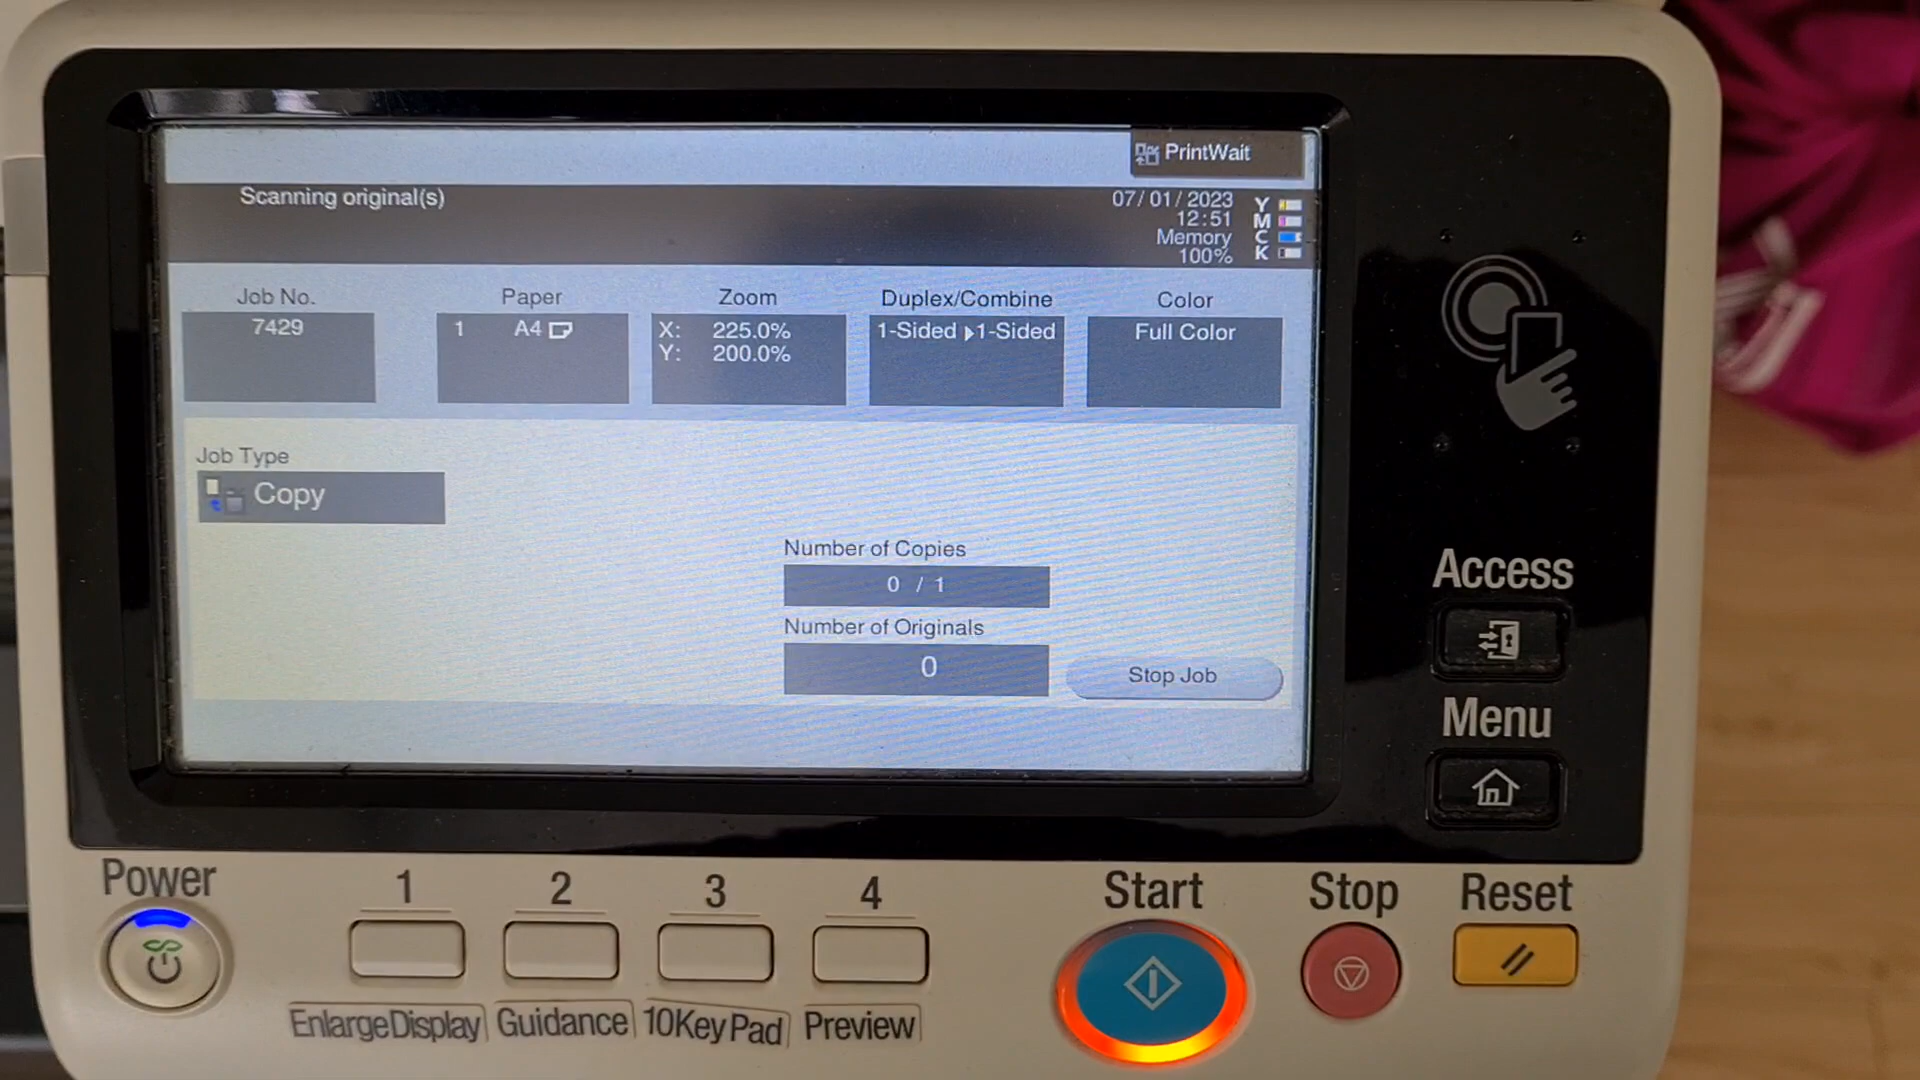 PrintWait
Scanning original(s)
07/01/2023
12:51
Memory
100%
Y
M
C
K
Job No.
7429
Paper
1 A4
Zoom
X: 225.0%
Y: 200.0%
Duplex/Combine
1-Sided 1-Sided
Color
Full Color
Job Type
Copy
Number of Copies
0 / 1
Number of Originals
0
Stop Job
Access
Menu
Power
1
2
3
4
Start
Stop
Reset
EnlargeDisplay
Guidance
10Key Pad
Preview